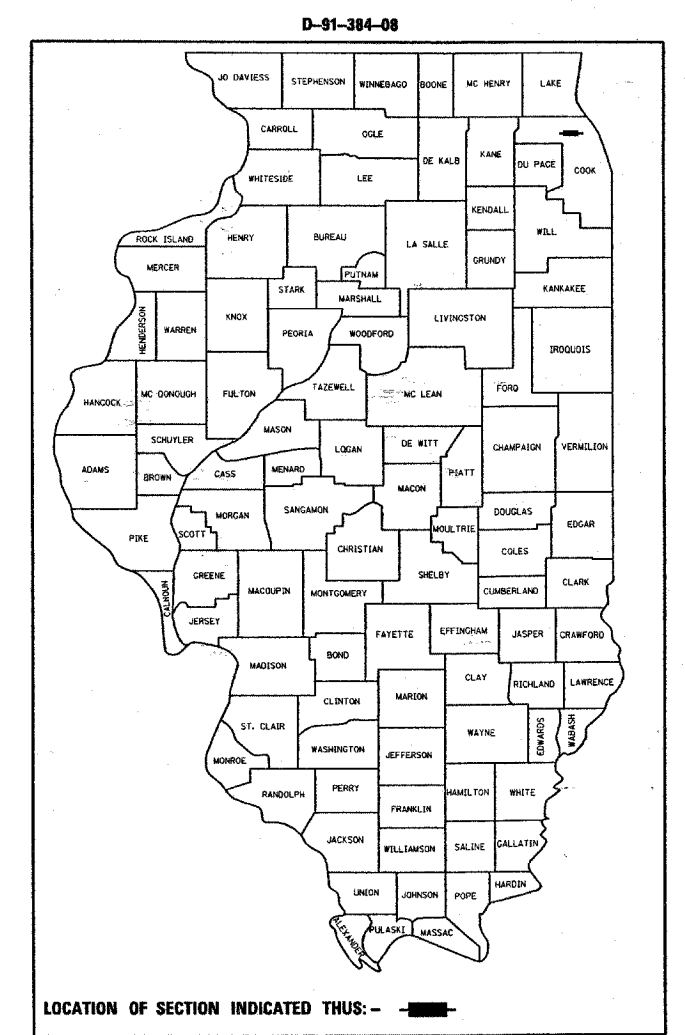 D-91-384-08
JO DAVIESS
STEPHENSON
WINNEBAGO
BOONE
MC HENRY
LAKE
CARROLL
OGLE
DE KALB
KANE
DU PAGE
COOK
WHITESIDE
LEE
KENDALL
WILL
ROCK ISLAND
HENRY
BUREAU
LA SALLE
GRUNDY
MERCER
PUTNAM
STARK
MARSHALL
KANKAKEE
HENDERSON
WARREN
KNOX
PEORIA
WOODFORD
LIVINGSTON
IROQUOIS
HANCOCK
MC DONOUGH
FULTON
TAZEWELL
MC LEAN
FORD
MASON
SCHUYLER
LOGAN
DE WITT
CHAMPAIGN
VERMILION
ADAMS
BROWN
CASS
MENARD
PIATT
MACON
PIKE
SCOTT
MORGAN
SANGAMON
CHRISTIAN
MOULTRIE
DOUGLAS
EDGAR
COLES
CALHOUN
GREENE
MACOUPIN
MONTGOMERY
SHELBY
CUMBERLAND
CLARK
JERSEY
FAYETTE
EFFINGHAM
JASPER
CRAWFORD
MADISON
BOND
CLAY
RICHLAND
LAWRENCE
CLINTON
MARION
ST. CLAIR
WAYNE
EDWARDS
WABASH
WASHINGTON
JEFFERSON
MONROE
RANDOLPH
PERRY
HAMILTON
WHITE
FRANKLIN
JACKSON
WILLIAMSON
SALINE
GALLATIN
UNION
JOHNSON
POPE
HARDIN
ALEXANDER
PULASKI
MASSAC
LOCATION OF SECTION INDICATED THUS: -